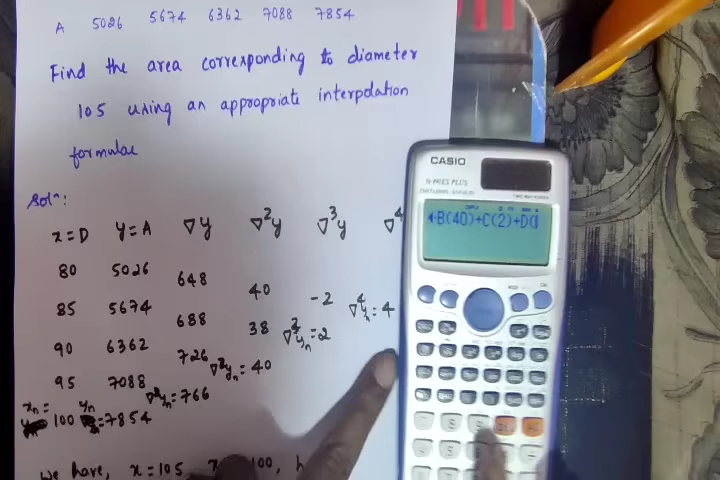 A 5026 5674 6362 7088 7854
Find the area corresponding to diameter
105 using an appropriate interpolation
formulae
Solⁿ:
x=D y=A ∇y ∇²y ∇³y ∇⁴
80 5026
648
85 5674 40
688 -2
90 6362 38 ∇⁴yₙ = 4
726 ∇³yₙ = 2
95 7088 ∇²yₙ = 40
∇yₙ = 766
xₙ = 100 yₙ = 7854
We have, x = 105 100, h
CASIO
fx-991ES PLUS
B(40)+C(2)+D(